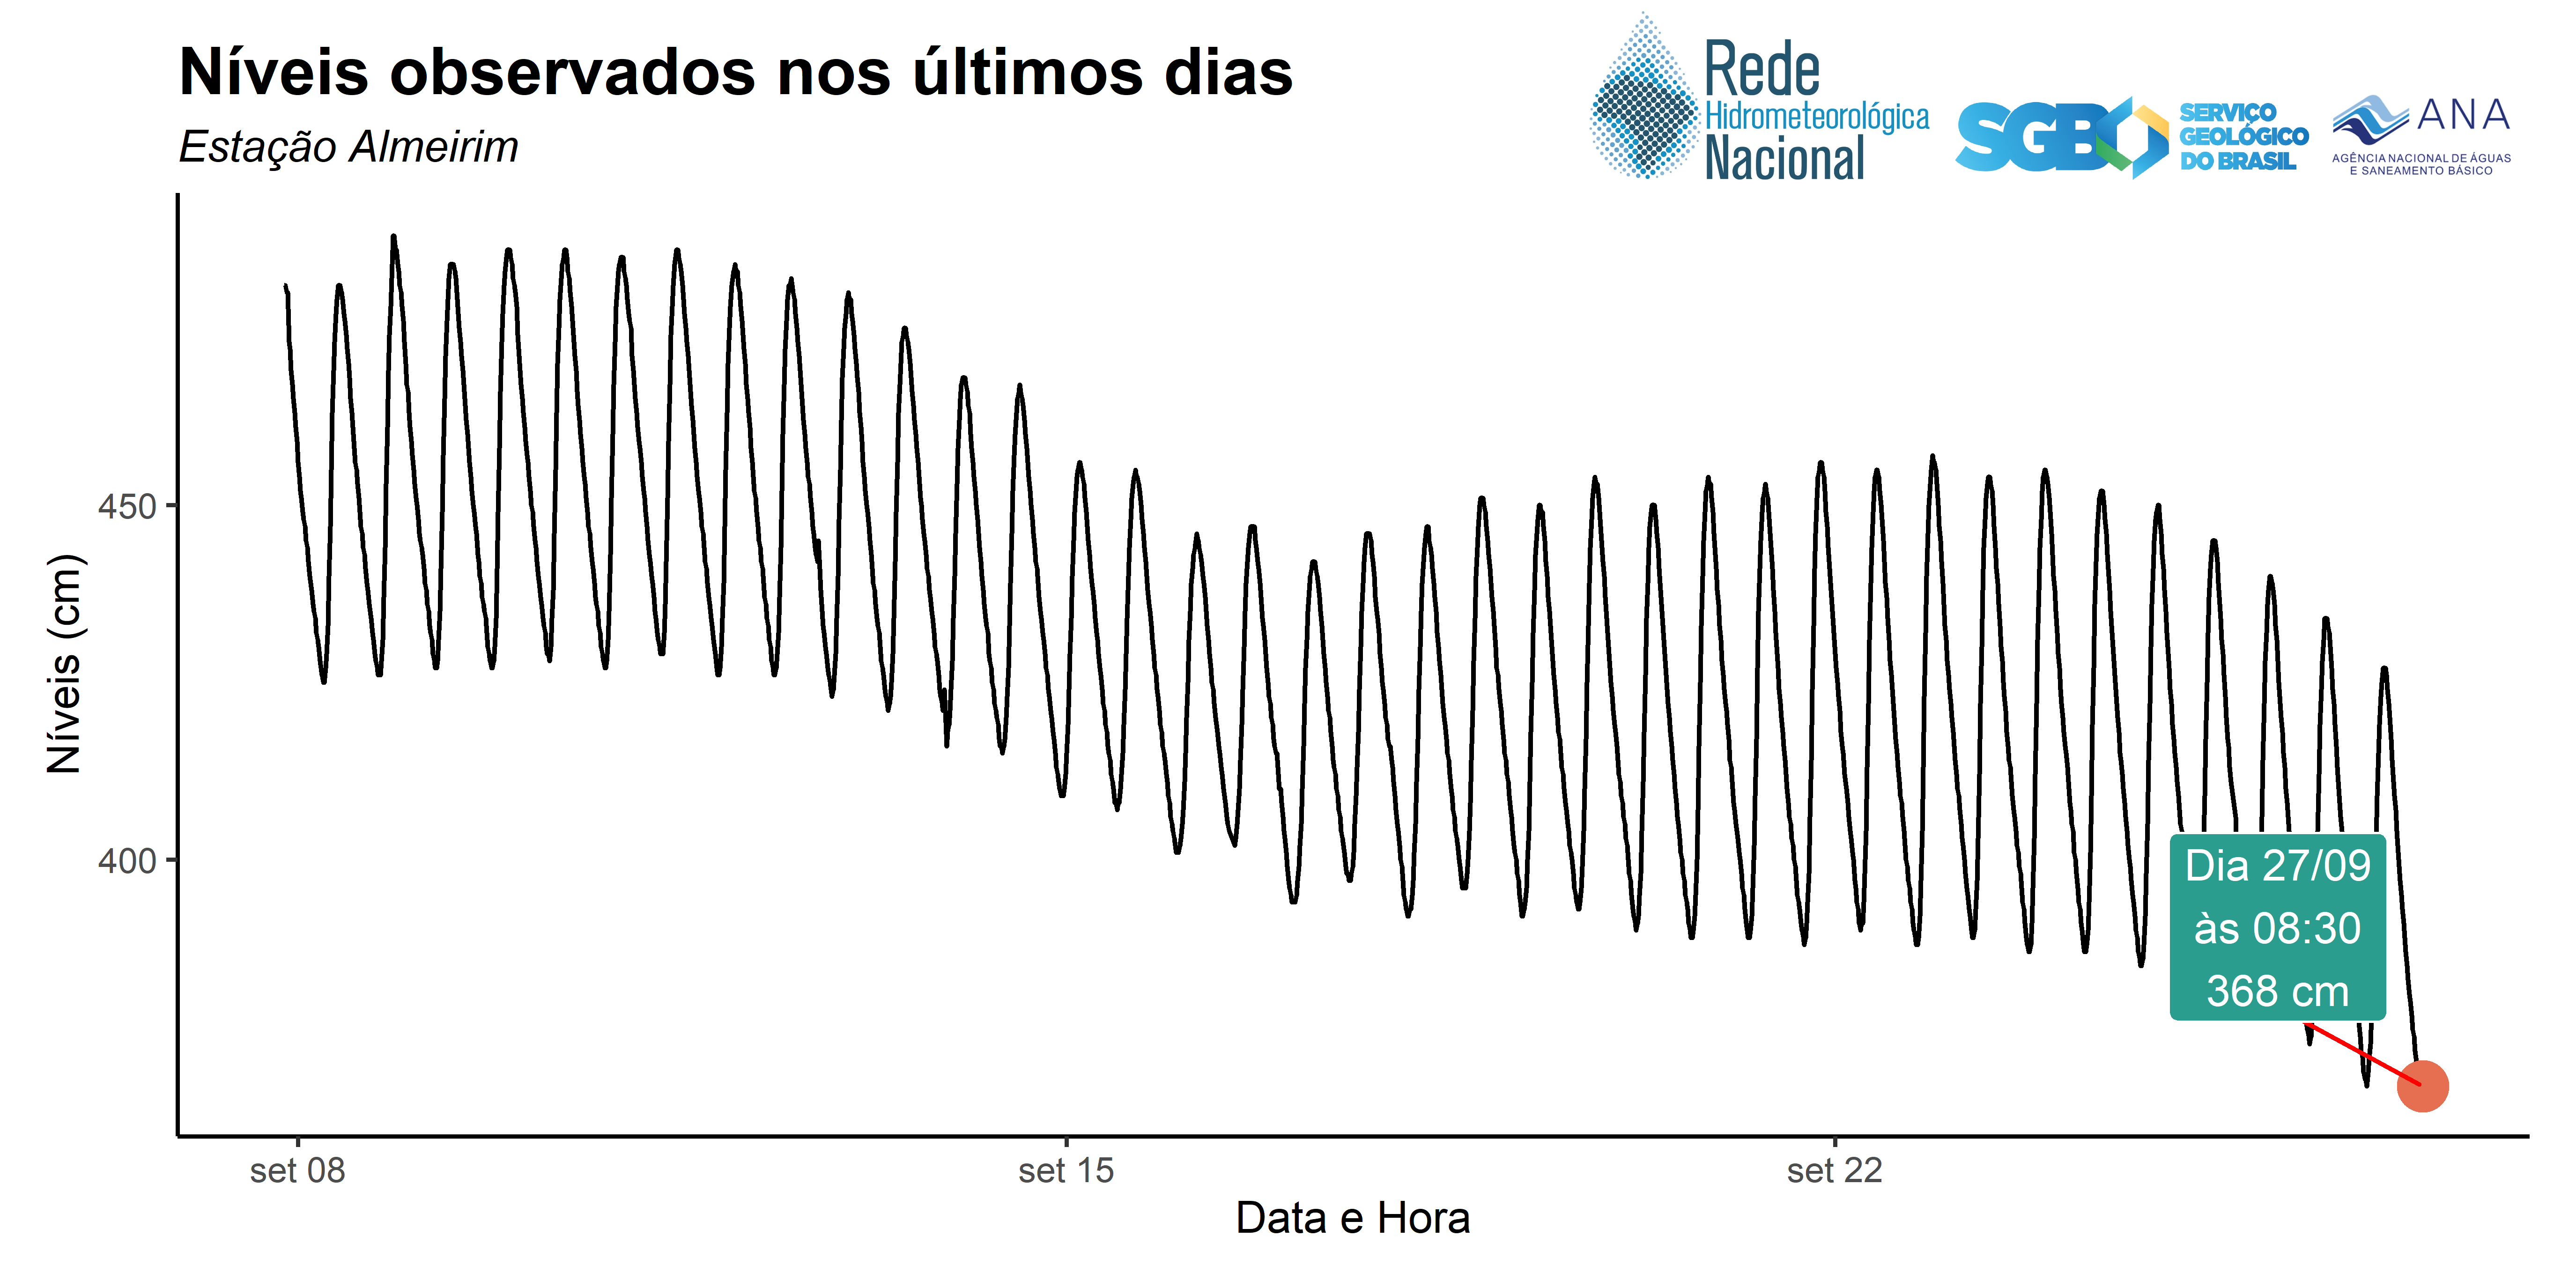 Níveis observados nos últimos dias
Estação Almeirim
Rede
Hidrometeorológica
Nacional
SGB
SERVIÇO
GEOLÓGICO
DO BRASIL
ANA
AGÊNCIA NACIONAL DE ÁGUAS
E SANEAMENTO BÁSICO
Níveis (cm)
450
400
Dia 27/09
às 08:30
368 cm
set 08
set 15
set 22
Data e Hora